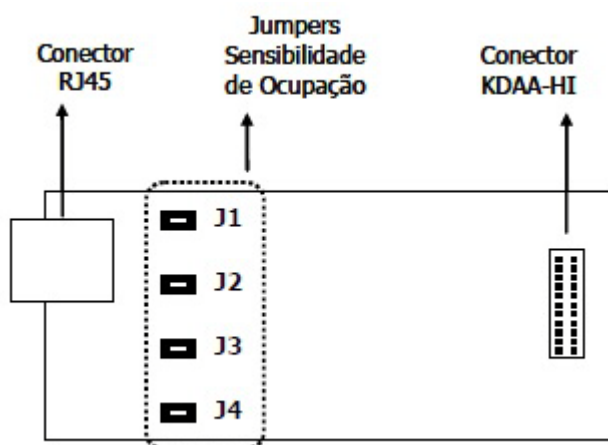 Conector
RJ45
Jumpers
Sensibilidade
de Ocupação
Conector
KDAA-HI
J1
J2
J3
J4